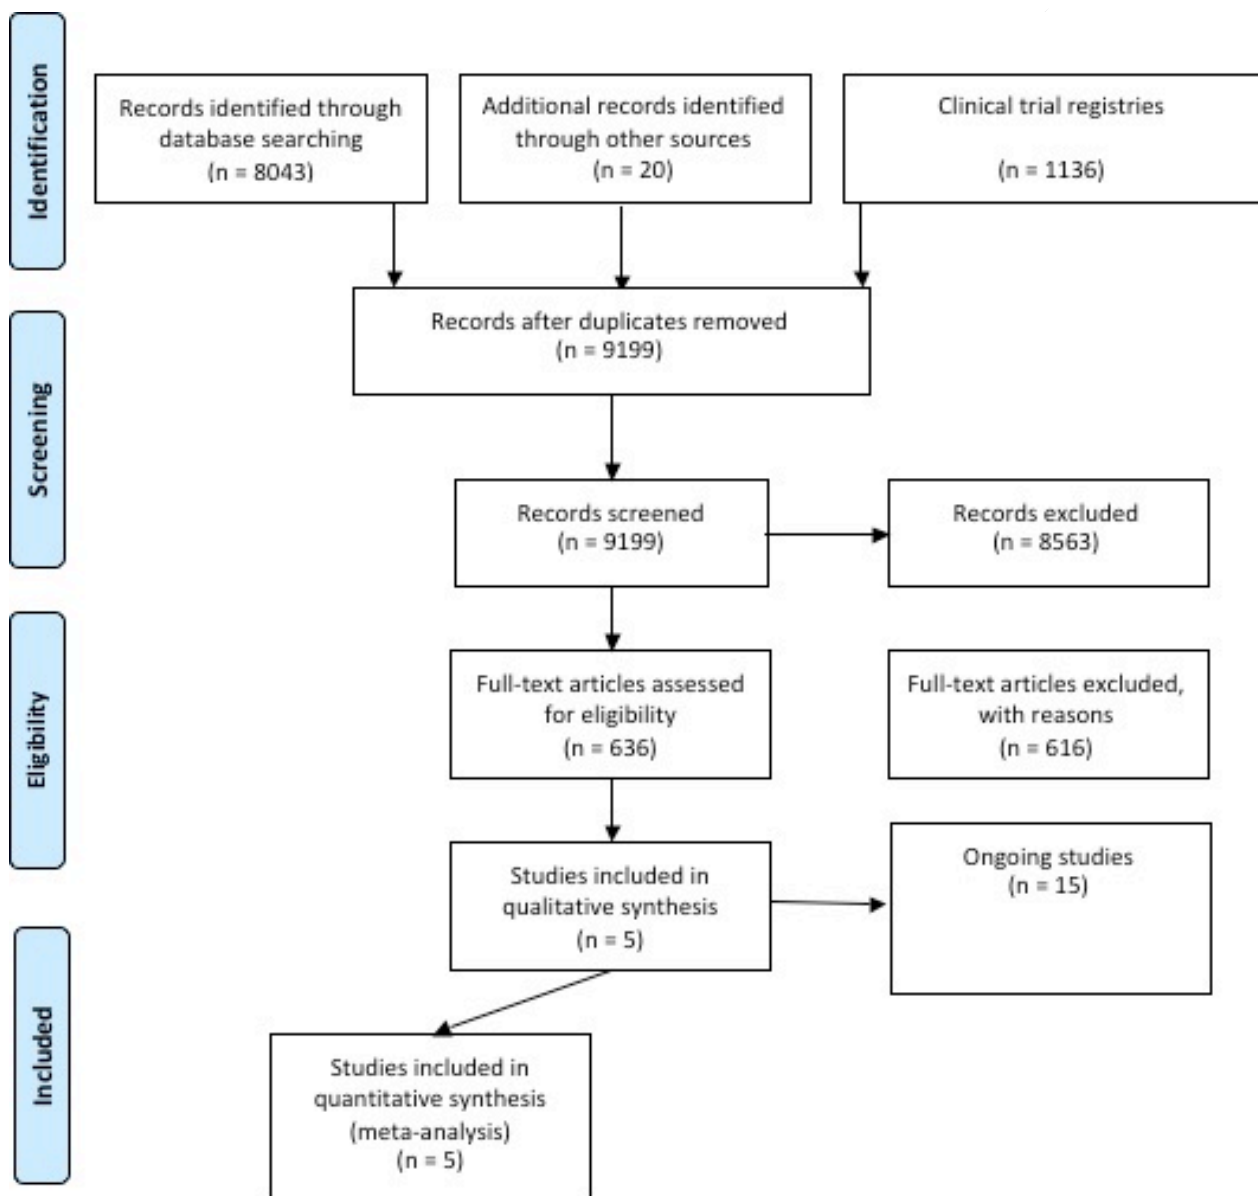 Identification
Records identified through
database searching
(n = 8043)
Additional records identified
through other sources
(n = 20)
Clinical trial registries
(n = 1136)
Records after duplicates removed
(n = 9199)
Screening
Records screened
(n = 9199)
Records excluded
(n = 8563)
Eligibility
Full-text articles assessed
for eligibility
(n = 636)
Full-text articles excluded,
with reasons
(n = 616)
Studies included in
qualitative synthesis
(n = 5)
Ongoing studies
(n = 15)
Included
Studies included in
quantitative synthesis
(meta-analysis)
(n = 5)